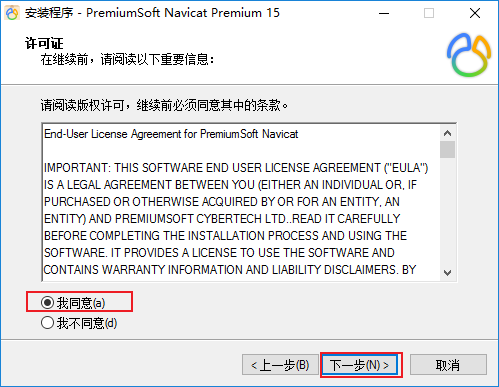 安装程序 - PremiumSoft Navicat Premium 15
许可证
在继续前，请阅读以下重要信息：
请阅读版权许可，继续前必须同意其中的条款。
End-User License Agreement for PremiumSoft Navicat
IMPORTANT: THIS SOFTWARE END USER LICENSE AGREEMENT ("EULA")
IS A LEGAL AGREEMENT BETWEEN YOU (EITHER AN INDIVIDUAL OR, IF
PURCHASED OR OTHERWISE ACQUIRED BY OR FOR AN ENTITY, AN
ENTITY) AND PREMIUMSOFT CYBERTECH LTD..READ IT CAREFULLY
BEFORE COMPLETING THE INSTALLATION PROCESS AND USING THE
SOFTWARE. IT PROVIDES A LICENSE TO USE THE SOFTWARE AND
CONTAINS WARRANTY INFORMATION AND LIABILITY DISCLAIMERS. BY
我同意(a)
我不同意(d)
< 上一步(B) 下一步(N) > 取消